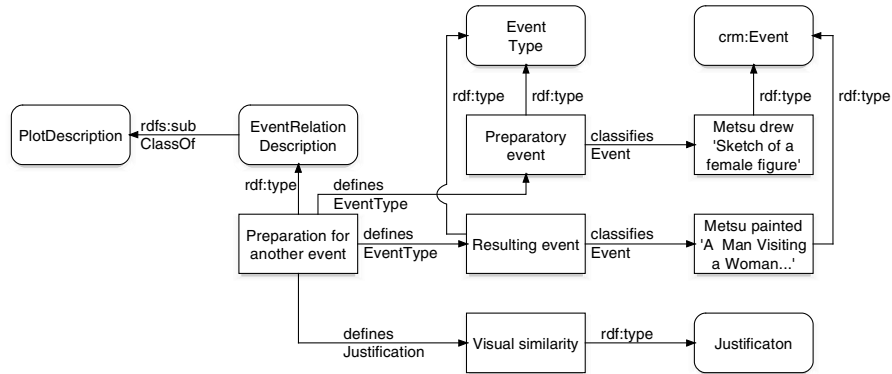 Event
Type
crm:Event
rdf:type
rdf:type
rdf:type
rdf:type
PlotDescription
rdfs:sub
ClassOf
EventRelation
Description
Preparatory
event
classifies
Event
Metsu drew
'Sketch of a
female figure'
rdf:type
defines
EventType
Preparation for
another event
defines
EventType
Resulting event
classifies
Event
Metsu painted
'A Man Visiting
a Woman...'
defines
Justification
Visual similarity
rdf:type
Justificaton